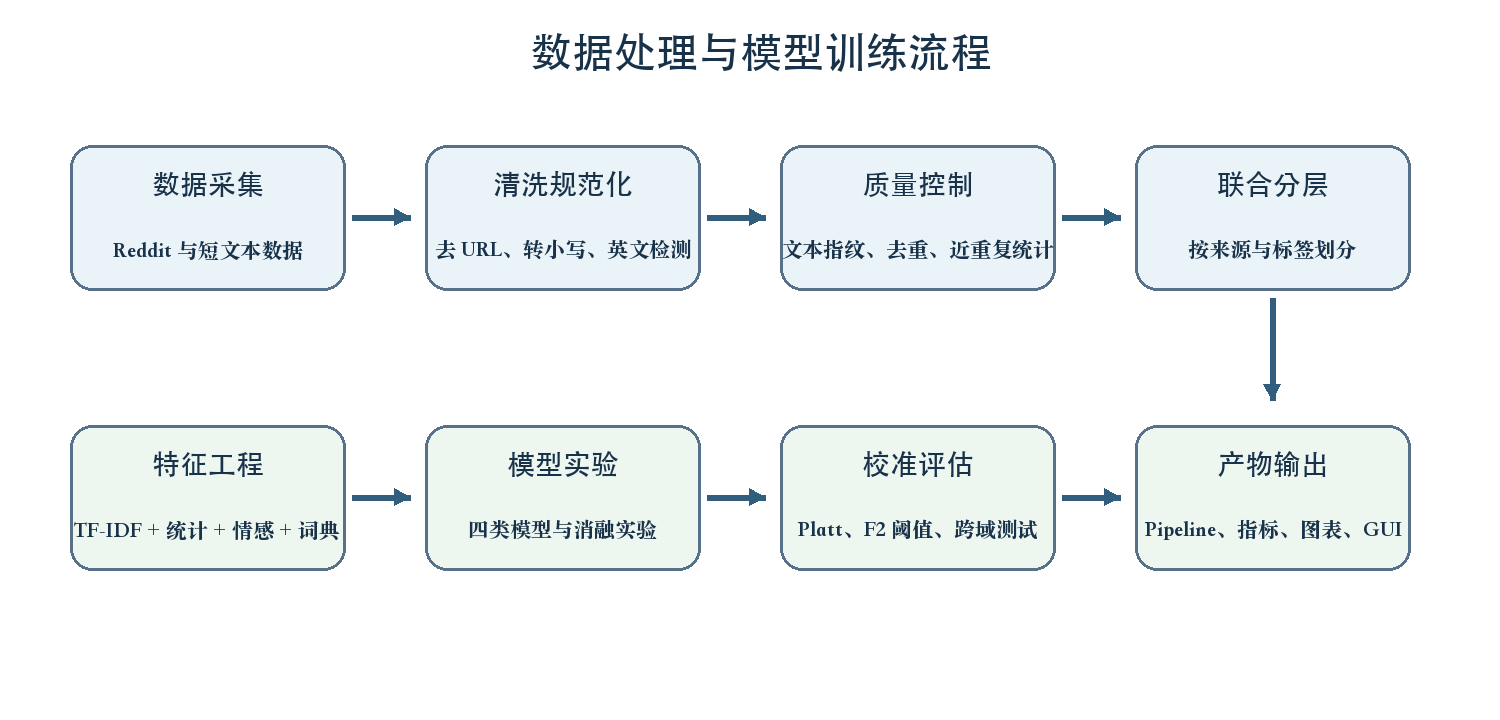 数据处理与模型训练流程
数据采集
Reddit 与短文本数据
清洗规范化
去 URL、转小写、英文检测
质量控制
文本指纹、去重、近重复统计
联合分层
按来源与标签划分
特征工程
TF-IDF + 统计 + 情感 + 词典
模型实验
四类模型与消融实验
校准评估
Platt、F2 阈值、跨域测试
产物输出
Pipeline、指标、图表、GUI